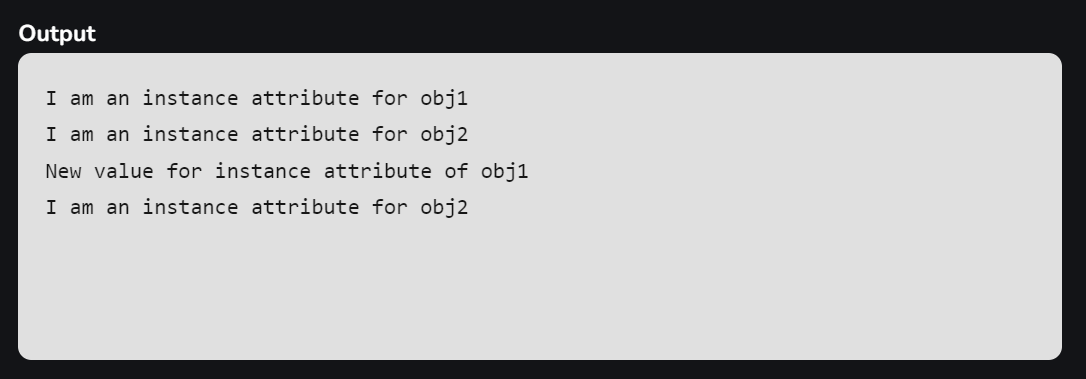 Output
I am an instance attribute for obj1
I am an instance attribute for obj2
New value for instance attribute of obj1
I am an instance attribute for obj2